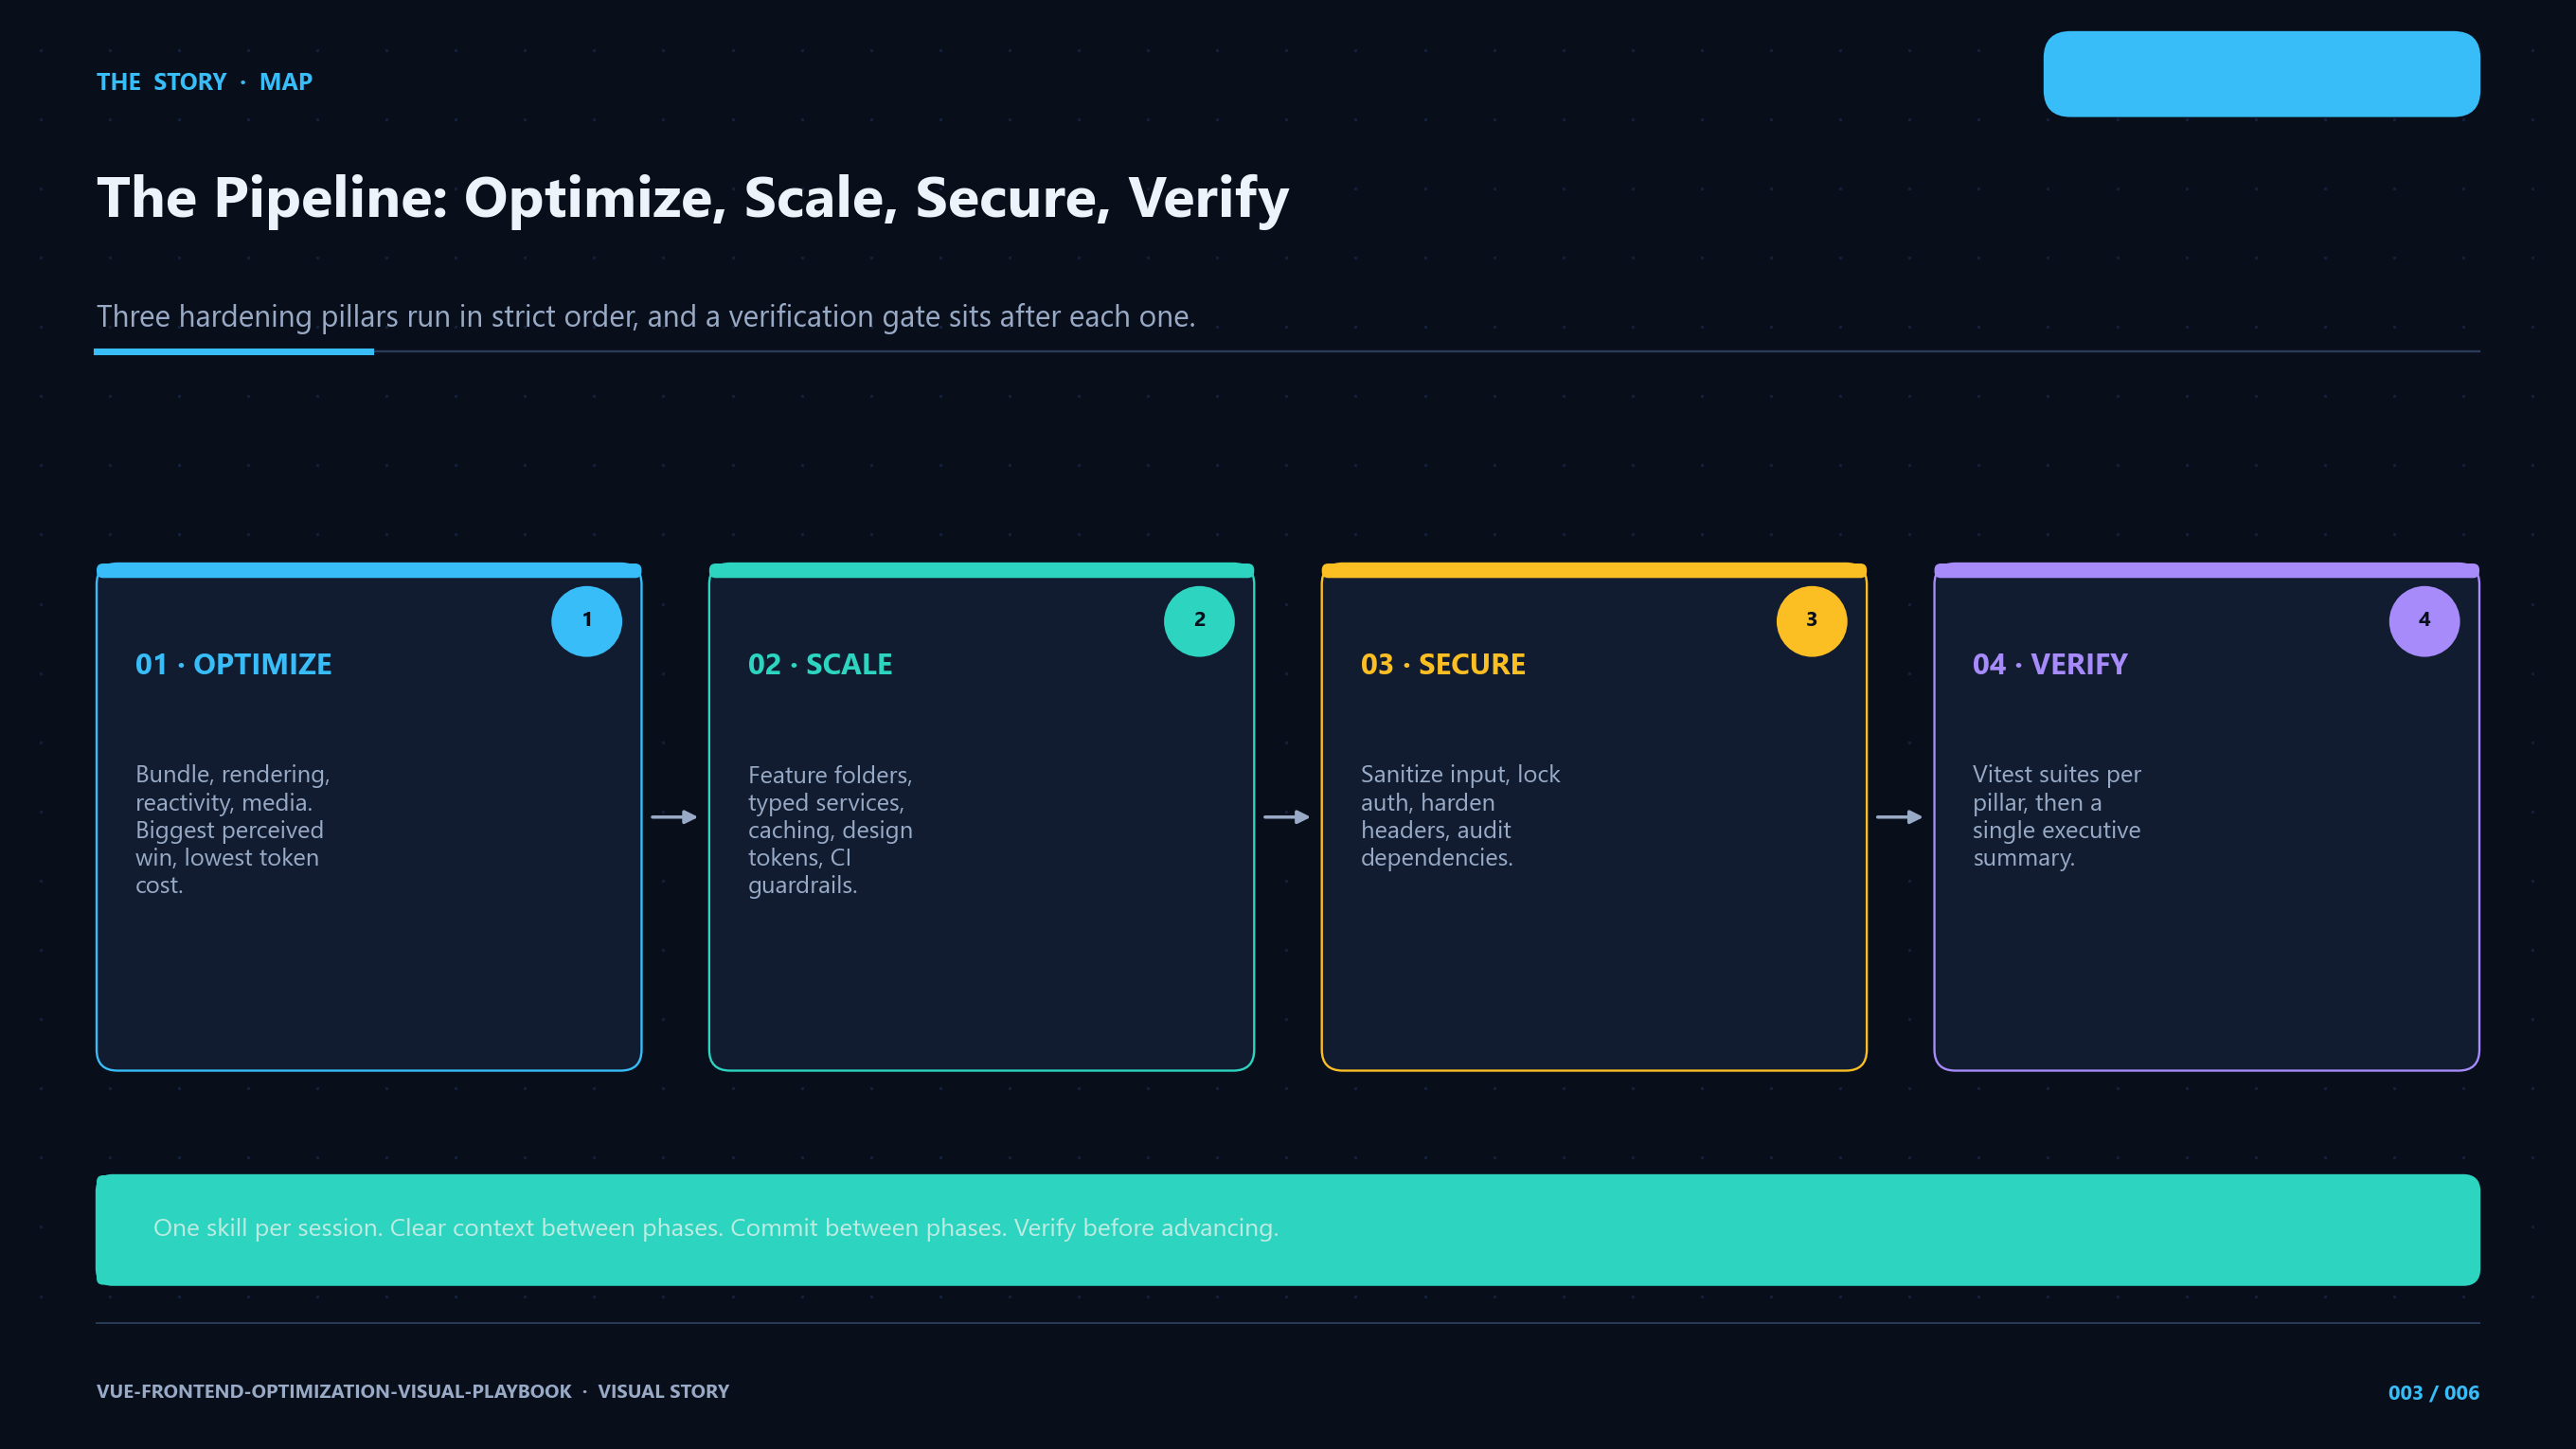 THE STORY · MAP
The Pipeline: Optimize, Scale, Secure, Verify
Three hardening pillars run in strict order, and a verification gate sits after each one.
1
01 · OPTIMIZE
Bundle, rendering,
reactivity, media.
Biggest perceived
win, lowest token
cost.
2
02 · SCALE
Feature folders,
typed services,
caching, design
tokens, CI
guardrails.
3
03 · SECURE
Sanitize input, lock
auth, harden
headers, audit
dependencies.
4
04 · VERIFY
Vitest suites per
pillar, then a
single executive
summary.
One skill per session. Clear context between phases. Commit between phases. Verify before advancing.
VUE-FRONTEND-OPTIMIZATION-VISUAL-PLAYBOOK · VISUAL STORY
003 / 006